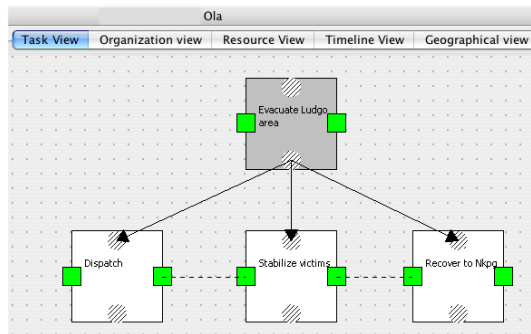 Ola
Task View Organization view Resource View Timeline View Geographical view
Evacuate Ludgo
area
Dispatch Stabilize victims Recover to Nkpg